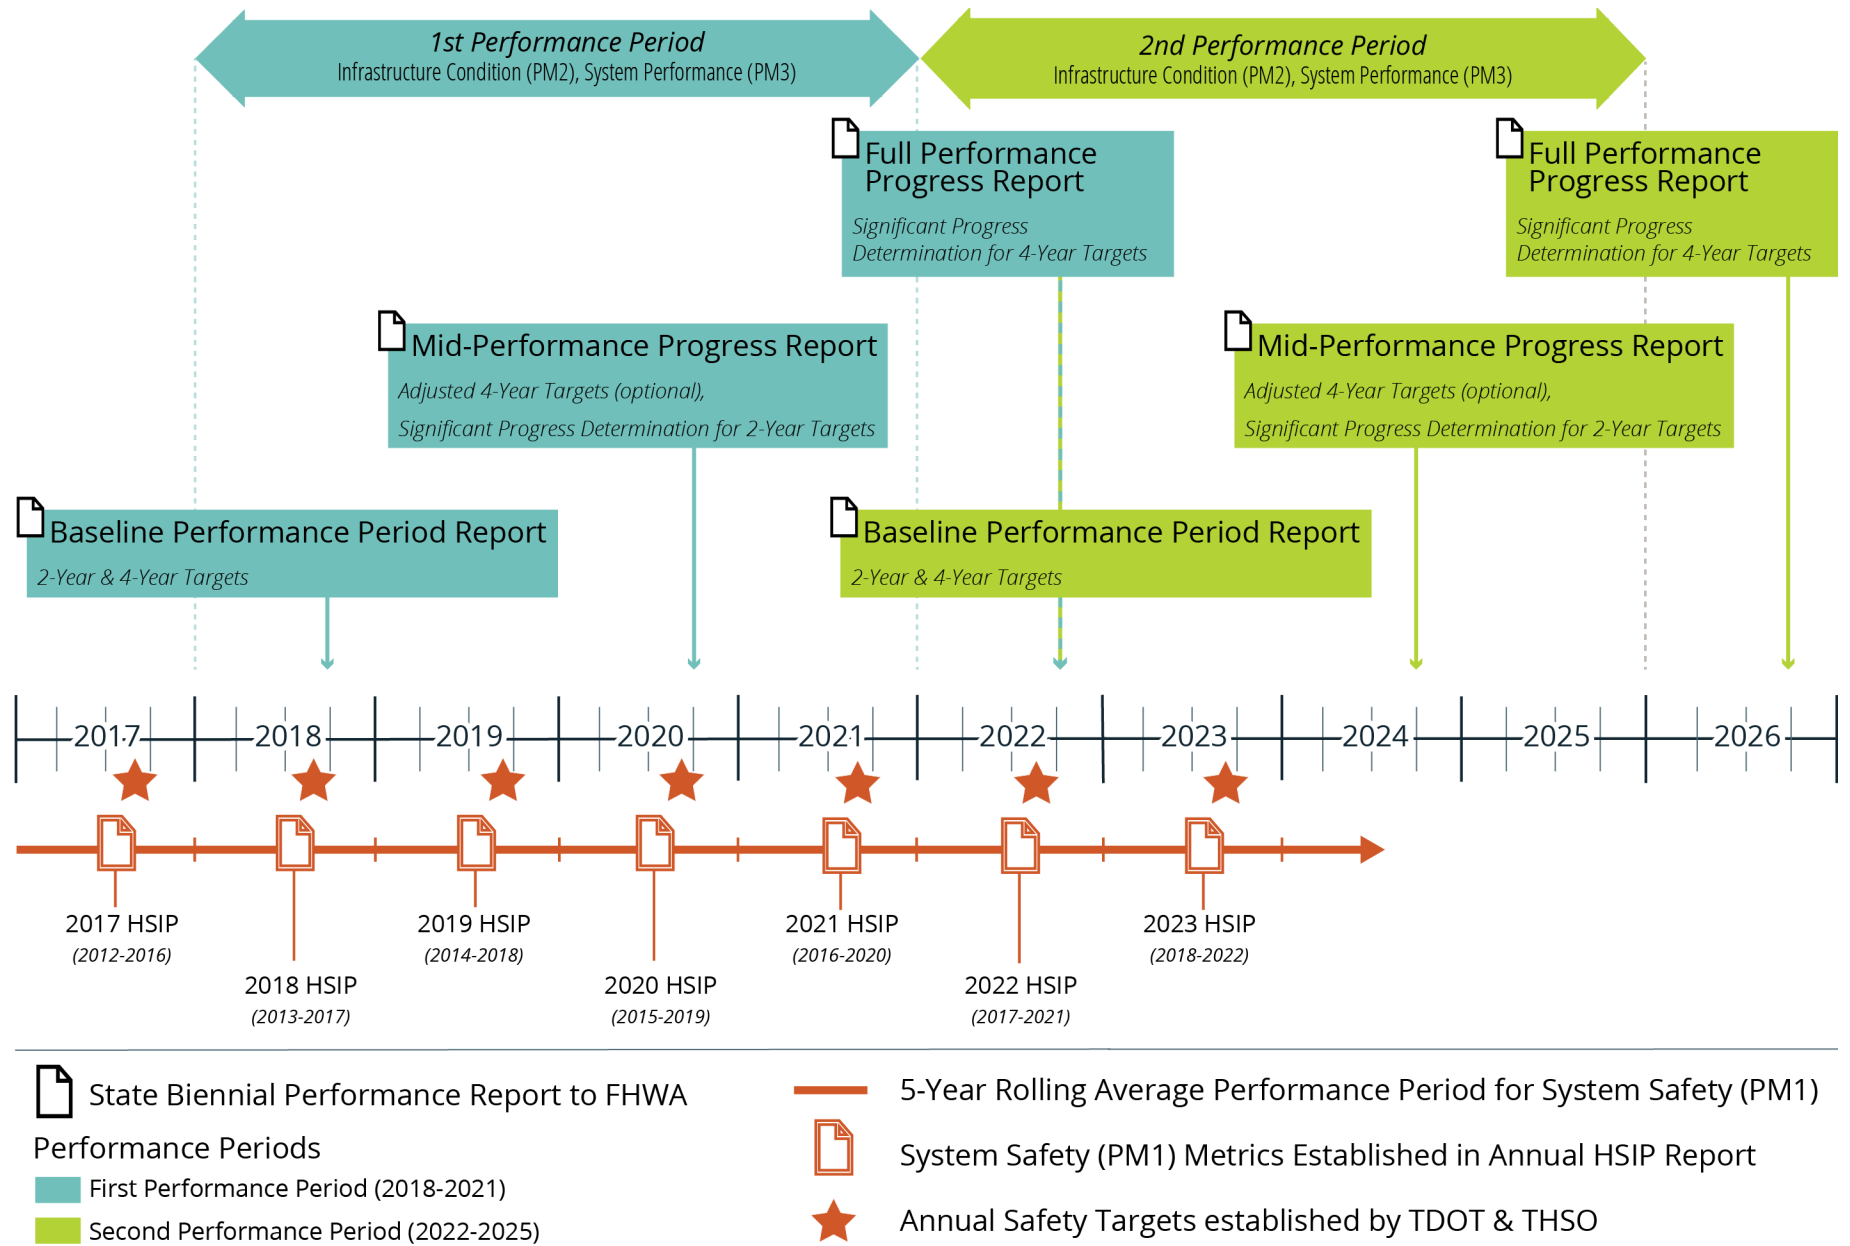 1st Performance Period
Infrastructure Condition (PM2), System Performance (PM3)
2nd Performance Period
Infrastructure Condition (PM2), System Performance (PM3)
Full Performance
Progress Report
Significant Progress
Determination for 4-Year Targets
Full Performance
Progress Report
Significant Progress
Determination for 4-Year Targets
Mid-Performance Progress Report
Adjusted 4-Year Targets (optional),
Significant Progress Determination for 2-Year Targets
Mid-Performance Progress Report
Adjusted 4-Year Targets (optional),
Significant Progress Determination for 2-Year Targets
Baseline Performance Period Report
2-Year & 4-Year Targets
Baseline Performance Period Report
2-Year & 4-Year Targets
2017
2018
2019
2020
2021
2022
2023
2024
2025
2026
2017 HSIP
(2012-2016)
2018 HSIP
(2013-2017)
2019 HSIP
(2014-2018)
2020 HSIP
(2015-2019)
2021 HSIP
(2016-2020)
2022 HSIP
(2017-2021)
2023 HSIP
(2018-2022)
State Biennial Performance Report to FHWA
Performance Periods
First Performance Period (2018-2021)
Second Performance Period (2022-2025)
5-Year Rolling Average Performance Period for System Safety (PM1)
System Safety (PM1) Metrics Established in Annual HSIP Report
Annual Safety Targets established by TDOT & THSO